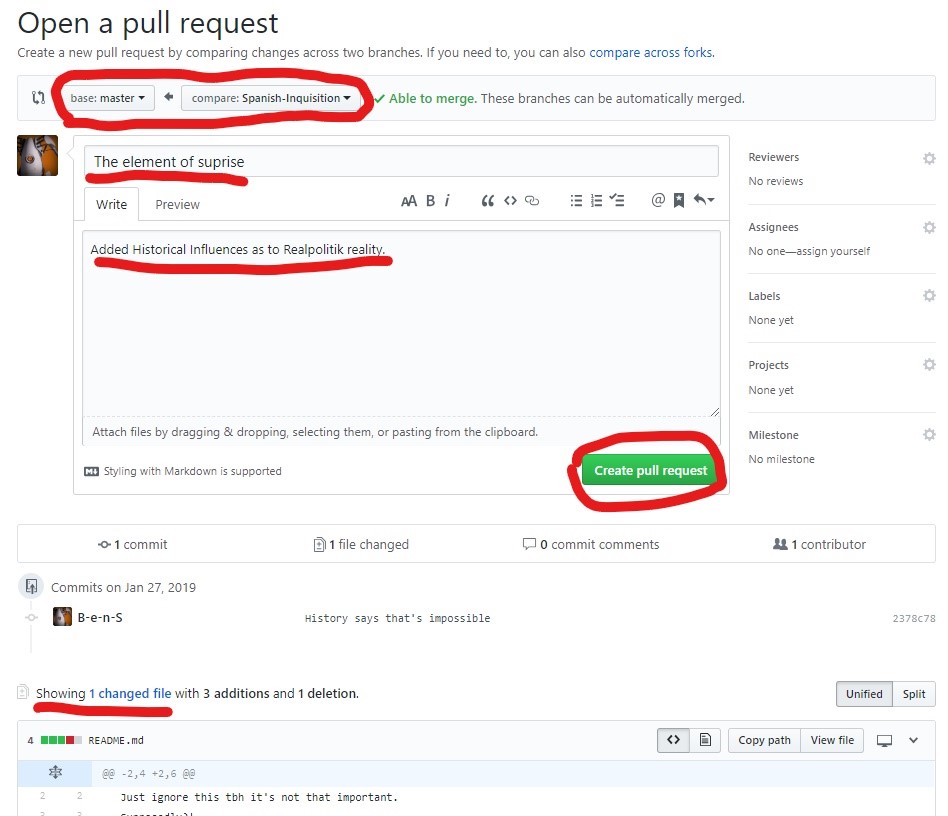 Open a pull request
Create a new pull request by comparing changes across two branches. If you need to, you can also compare across forks.
base: master compare: Spanish-Inquisition Able to merge. These branches can be automatically merged.
The element of suprise
Write Preview AA B i
Added Historical Influences as to Realpolitik reality.
Attach files by dragging & dropping, selecting them, or pasting from the clipboard.
Styling with Markdown is supported Create pull request
Reviewers
No reviews
Assignees
No one—assign yourself
Labels
None yet
Projects
None yet
Milestone
No milestone
1 commit 1 file changed 0 commit comments 1 contributor
Commits on Jan 27, 2019
B-e-n-S History says that's impossible 2378c78
Showing 1 changed file with 3 additions and 1 deletion. Unified Split
4 README.md <> Copy path View file
@@ -2,4 +2,6 @@
2 2 Just ignore this tbh it's not that important.